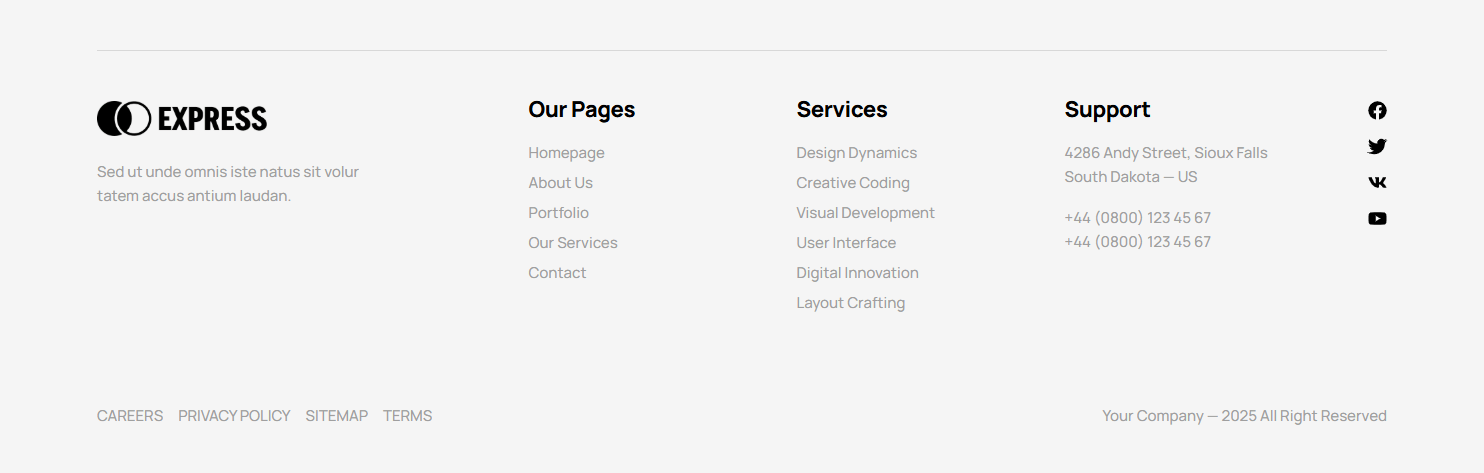 EXPRESS
Sed ut unde omnis iste natus sit volur
tatem accus antium laudan.
Our Pages
Homepage
About Us
Portfolio
Our Services
Contact
Services
Design Dynamics
Creative Coding
Visual Development
User Interface
Digital Innovation
Layout Crafting
Support
4286 Andy Street, Sioux Falls
South Dakota — US
+44 (0800) 123 45 67
+44 (0800) 123 45 67
CAREERS PRIVACY POLICY SITEMAP TERMS
Your Company — 2025 All Right Reserved